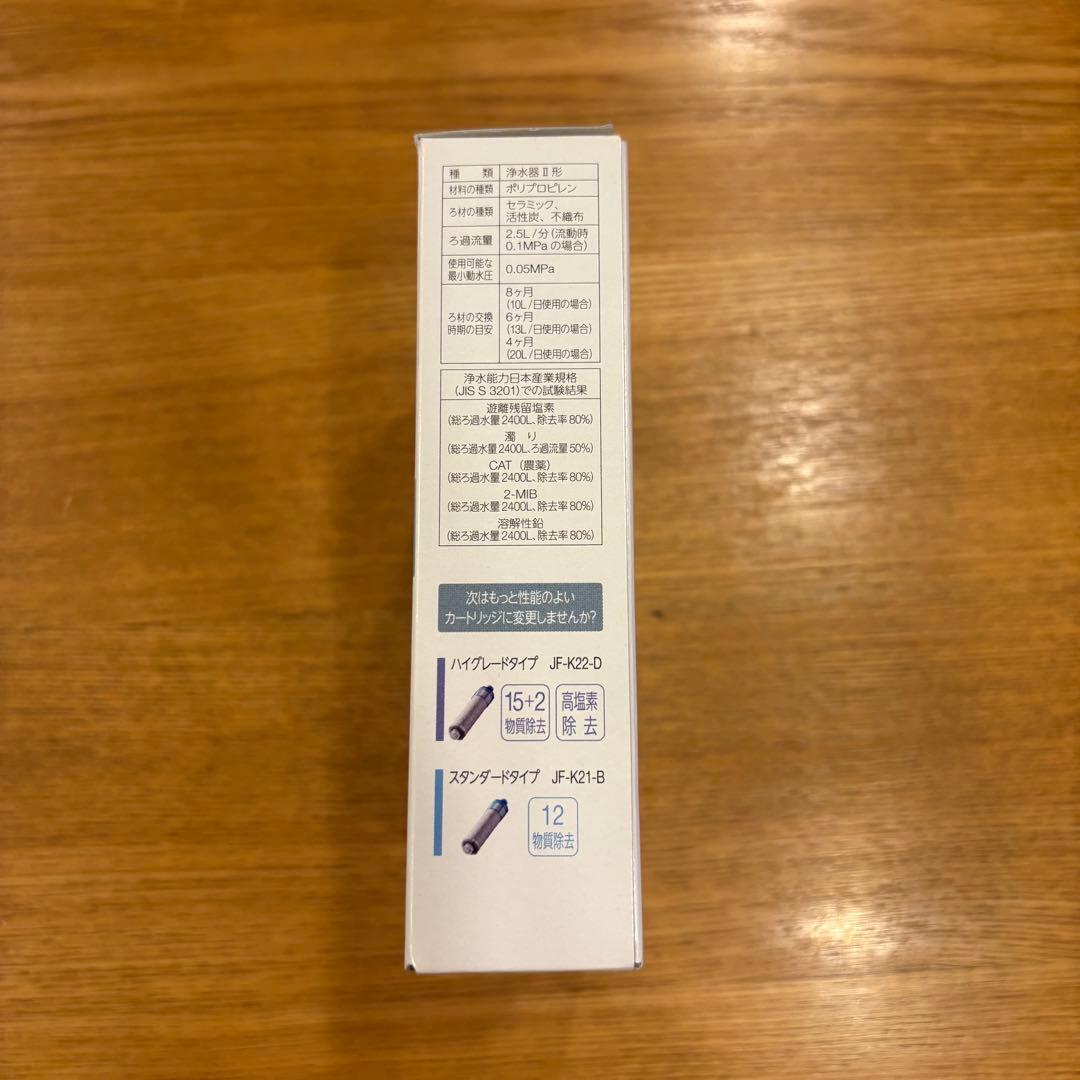 種類 浄水器Ⅱ形
材料の種類 ポリプロピレン
ろ材の種類 セラミック、
活性炭、不織布
ろ過流量 2.5L/分(流動時
0.1MPaの場合)
使用可能な
最小動水圧 0.05MPa
ろ材の交換
時期の目安
8ヶ月
(10L/日使用の場合)
6ヶ月
(13L/日使用の場合)
4ヶ月
(20L/日使用の場合)
浄水能力日本産業規格
(JIS S 3201)での試験結果
遊離残留塩素
(総ろ過水量2400L、除去率80%)
濁り
(総ろ過水量2400L、ろ過流量50%)
CAT(農薬)
(総ろ過水量2400L、除去率80%)
2-MIB
(総ろ過水量2400L、除去率80%)
溶解性鉛
(総ろ過水量2400L、除去率80%)
次はもっと性能のよい
カートリッジに変更しませんか?
ハイグレードタイプ JF-K22-D
15+2
物質除去
高塩素
除去
スタンダードタイプ JF-K21-B
12
物質除去